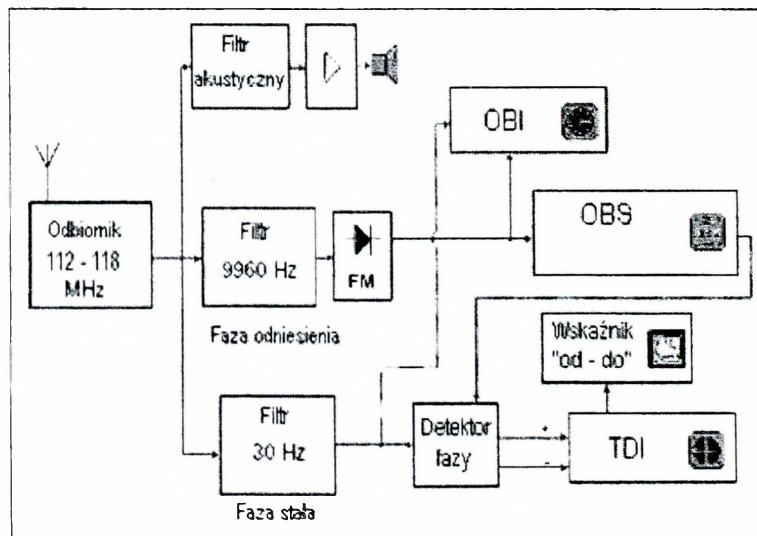 Filtr
akustyczny
OBI
Odbiornik
112 - 118
MHz
Filtr
9960 Hz
FM
OBS
Faza odniesienia
Wskaźnik
"od - do"
Filtr
30 Hz
Detektor
fazy
+
-
TDI
Faza stała